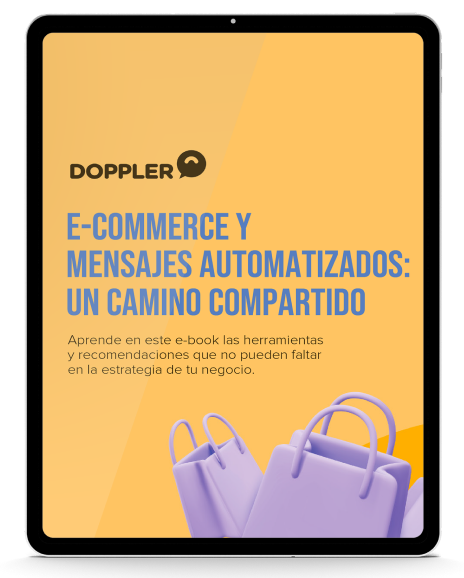 DOPPLER
E-COMMERCE Y
MENSAJES AUTOMATIZADOS:
UN CAMINO COMPARTIDO
Aprende en este e-book las herramientas
y recomendaciones que no pueden faltar
en la estrategia de tu negocio.